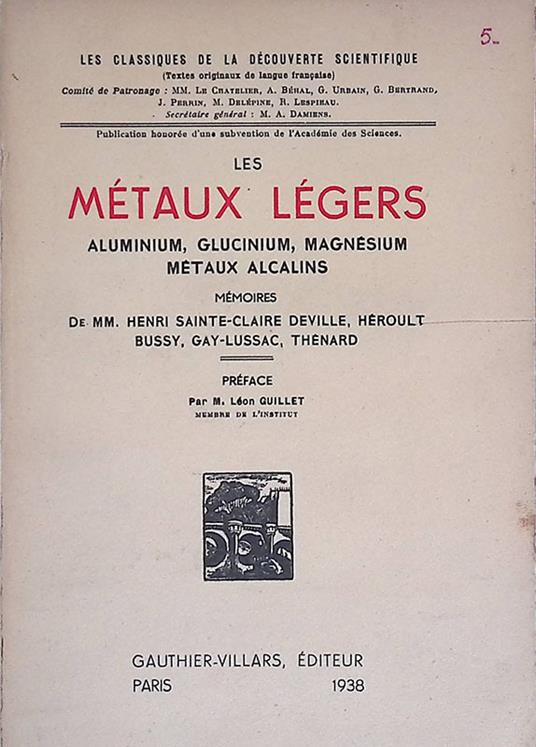 5-
LES CLASSIQUES DE LA DÉCOUVERTE SCIENTIFIQUE
(Textes originaux de langue française)
Comité de Patronage : MM. LE CHATELIER, A. BÉHAL, G. URBAIN, G. BERTRAND,
J. PERRIN, M. DELÉPINE, R. LESPIEAU.
Secrétaire général : M. A. DAMIENS.
Publication honorée d'une subvention de l'Académie des Sciences.
LES
MÉTAUX LÉGERS
ALUMINIUM, GLUCINIUM, MAGNÉSIUM
MÉTAUX ALCALINS
MÉMOIRES
DE MM. HENRI SAINTE-CLAIRE DEVILLE, HÉROULT
BUSSY, GAY-LUSSAC, THÉNARD
PRÉFACE
Par M. Léon GUILLET
MEMBRE DE L'INSTITUT
GAUTHIER-VILLARS, ÉDITEUR
PARIS 1938